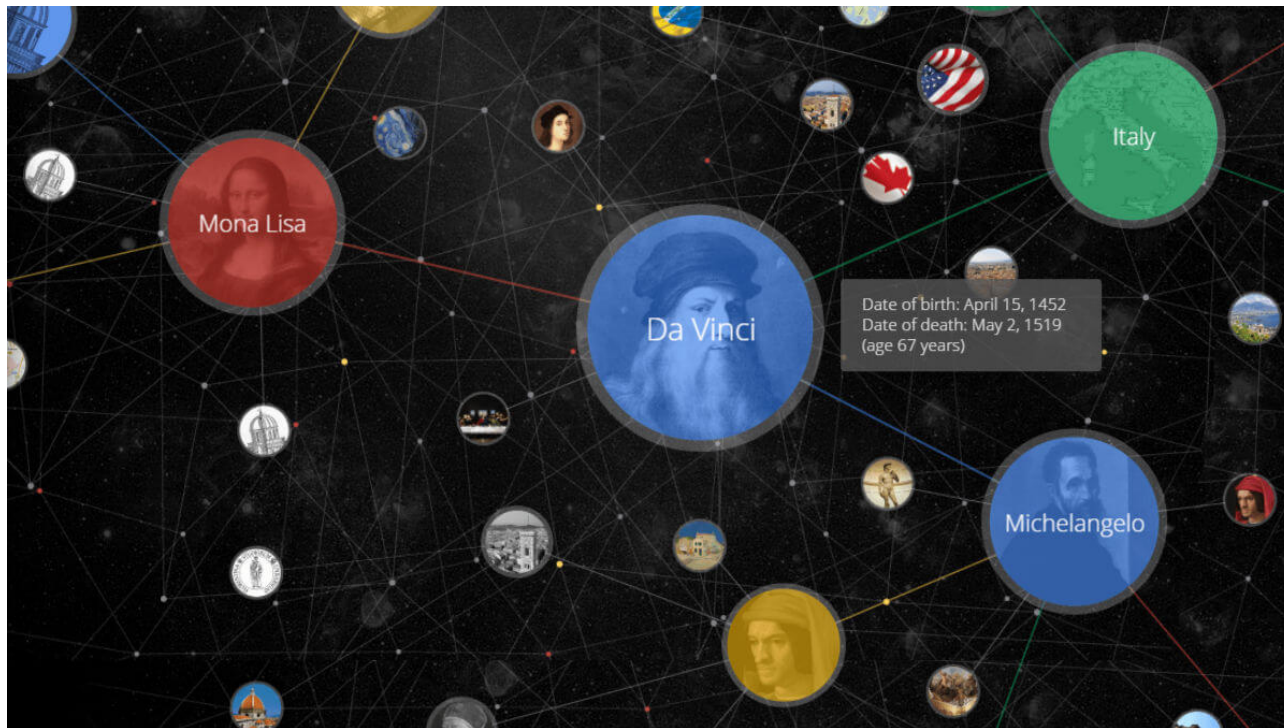 Italy
Mona Lisa
Da Vinci
Date of birth: April 15, 1452
Date of death: May 2, 1519
(age 67 years)
Michelangelo